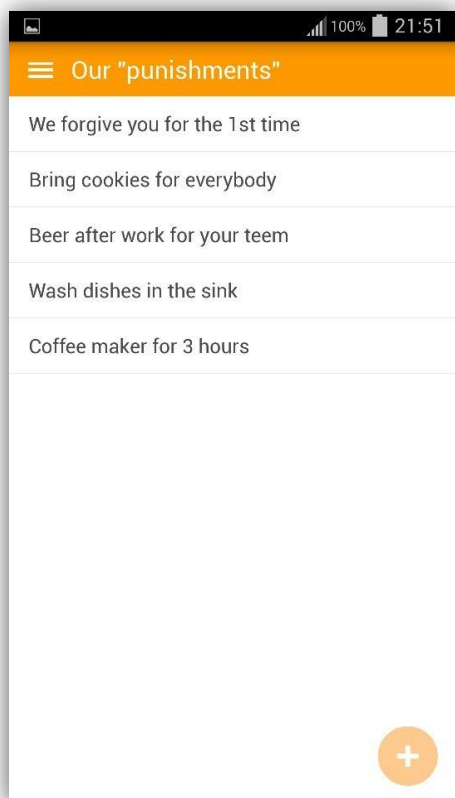 100% 21:51
Our "punishments"
We forgive you for the 1st time
Bring cookies for everybody
Beer after work for your teem
Wash dishes in the sink
Coffee maker for 3 hours
+